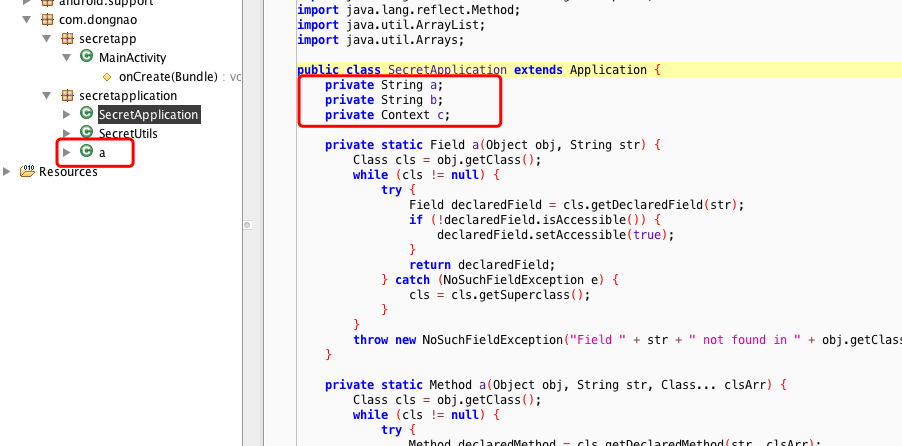 android.support
com.dongnao
secretapp
MainActivity
onCreate(Bundle) : vc
secretapplication
SecretApplication
SecretUtils
a
Resources
import java.lang.reflect.Method;
import java.util.ArrayList;
import java.util.Arrays;
public class SecretApplication extends Application {
private String a;
private String b;
private Context c;
private static Field a(Object obj, String str) {
Class cls = obj.getClass();
while (cls != null) {
try {
Field declaredField = cls.getDeclaredField(str);
if (!declaredField.isAccessible()) {
declaredField.setAccessible(true);
}
return declaredField;
} catch (NoSuchFieldException e) {
cls = cls.getSuperclass();
}
}
throw new NoSuchFieldException("Field " + str + " not found in " + obj.getClass
}
private static Method a(Object obj, String str, Class... clsArr) {
Class cls = obj.getClass();
while (cls != null) {
try {
Method declaredMethod = cls.getDeclaredMethod(str, clsArr);